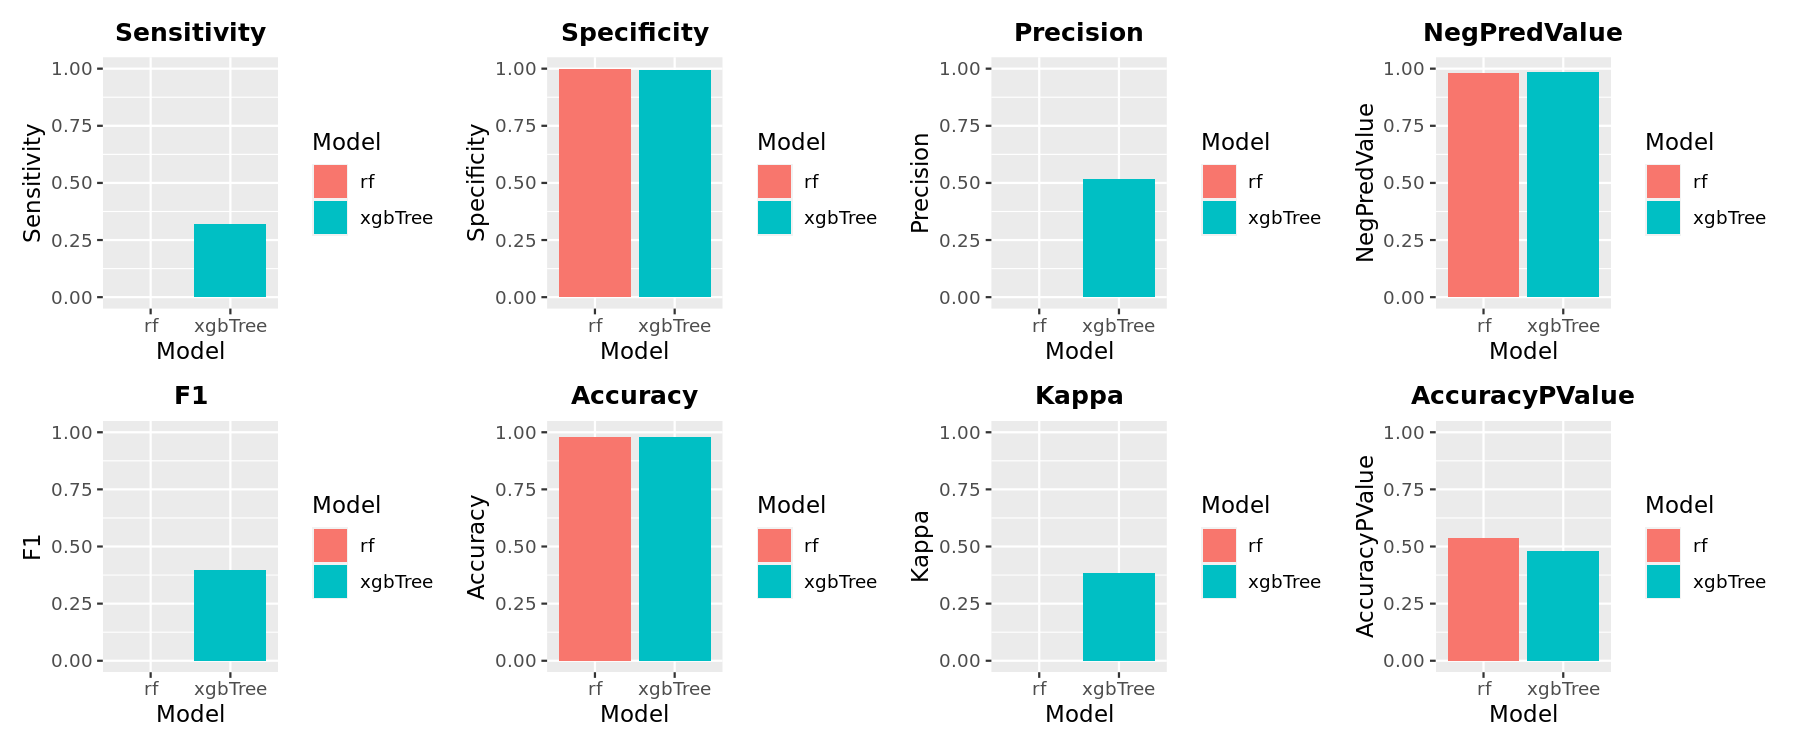 Sensitivity
Sensitivity
1.00
0.75
0.50
0.25
0.00
rf xgbTree
Model
Model
rf
xgbTree
Specificity
Specificity
1.00
0.75
0.50
0.25
0.00
rf xgbTree
Model
Model
rf
xgbTree
Precision
Precision
1.00
0.75
0.50
0.25
0.00
rf xgbTree
Model
Model
rf
xgbTree
NegPredValue
NegPredValue
1.00
0.75
0.50
0.25
0.00
rf xgbTree
Model
Model
rf
xgbTree
F1
F1
1.00
0.75
0.50
0.25
0.00
rf xgbTree
Model
Model
rf
xgbTree
Accuracy
Accuracy
1.00
0.75
0.50
0.25
0.00
rf xgbTree
Model
Model
rf
xgbTree
Kappa
Kappa
1.00
0.75
0.50
0.25
0.00
rf xgbTree
Model
Model
rf
xgbTree
AccuracyPValue
AccuracyPValue
1.00
0.75
0.50
0.25
0.00
rf xgbTree
Model
Model
rf
xgbTree